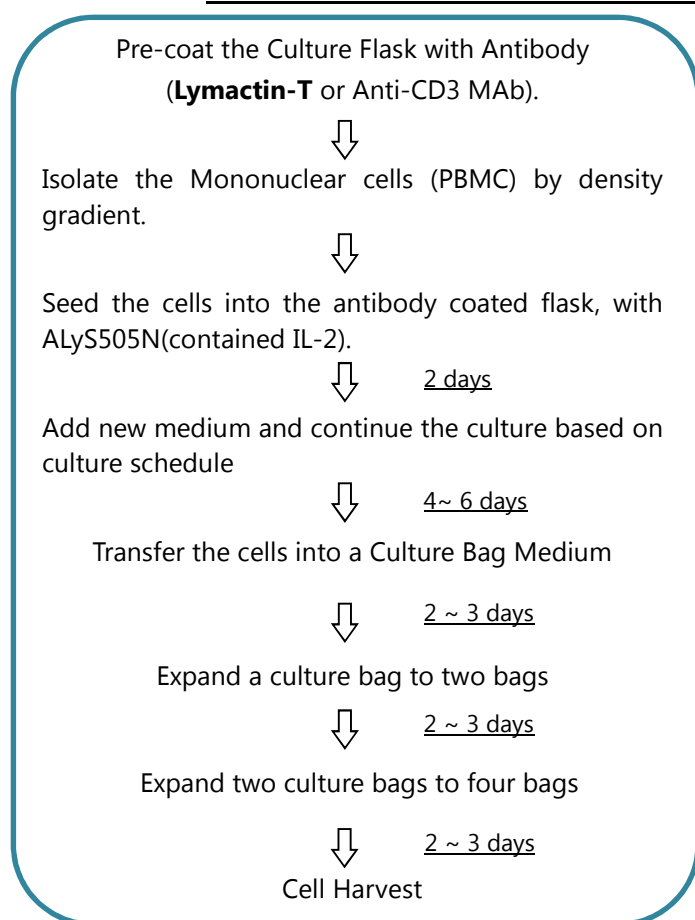 Pre-coat the Culture Flask with Antibody
(Lymactin-T or Anti-CD3 MAb).
Isolate the Mononuclear cells (PBMC) by density
gradient.
Seed the cells into the antibody coated flask, with
ALyS505N(contained IL-2).
2 days
Add new medium and continue the culture based on
culture schedule
4~ 6 days
Transfer the cells into a Culture Bag Medium
2 ~ 3 days
Expand a culture bag to two bags
2 ~ 3 days
Expand two culture bags to four bags
2 ~ 3 days
Cell Harvest